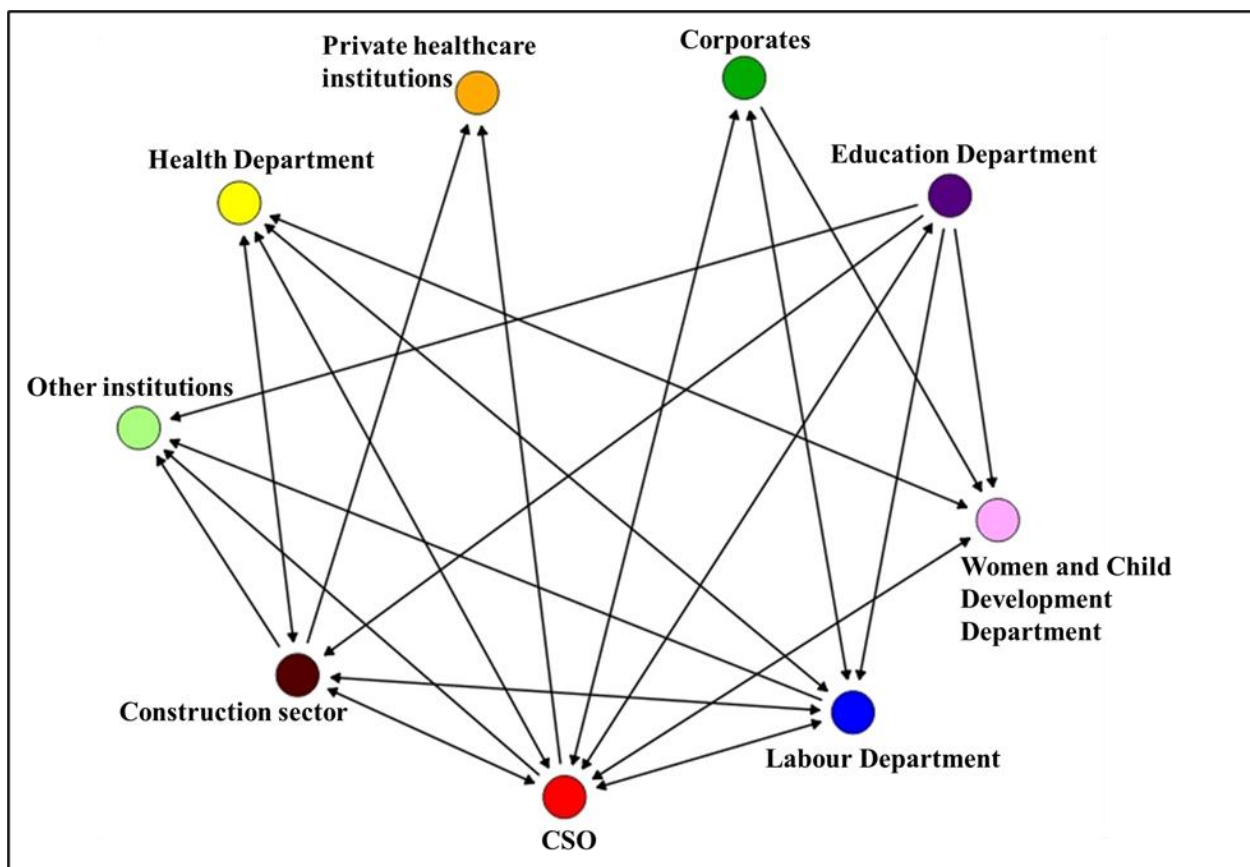 Private healthcare
institutions
Corporates
Health Department
Education Department
Other institutions
Women and Child
Development
Department
Construction sector
Labour Department
CSO